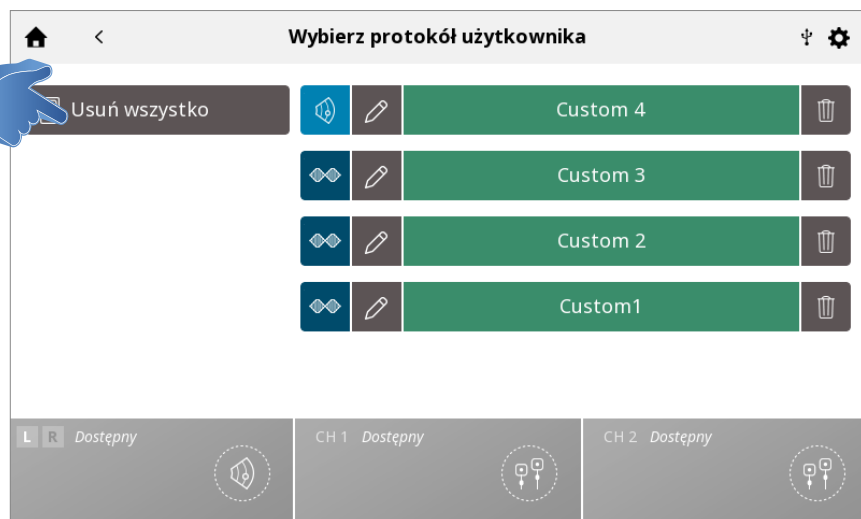 Wybierz protokół użytkownika
Usuń wszystko
Custom 4
Custom 3
Custom 2
Custom1
L R Dostępny
CH 1 Dostępny
CH 2 Dostępny